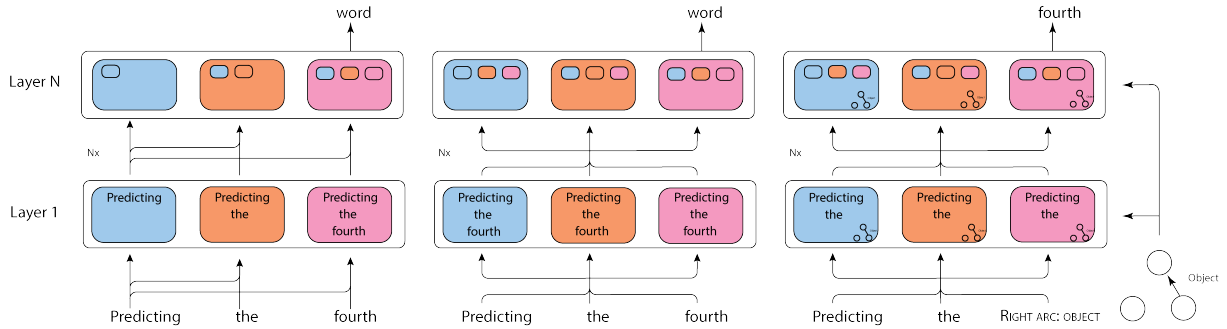 word word fourth
Layer N
Nx Nx Nx
Predicting Predicting Predicting Predicting Predicting Predicting Predicting Predicting Predicting
the the the the the the the the
fourth fourth fourth fourth
Layer 1
Object
Predicting the fourth Predicting the fourth Predicting the RIGHT ARC: OBJECT